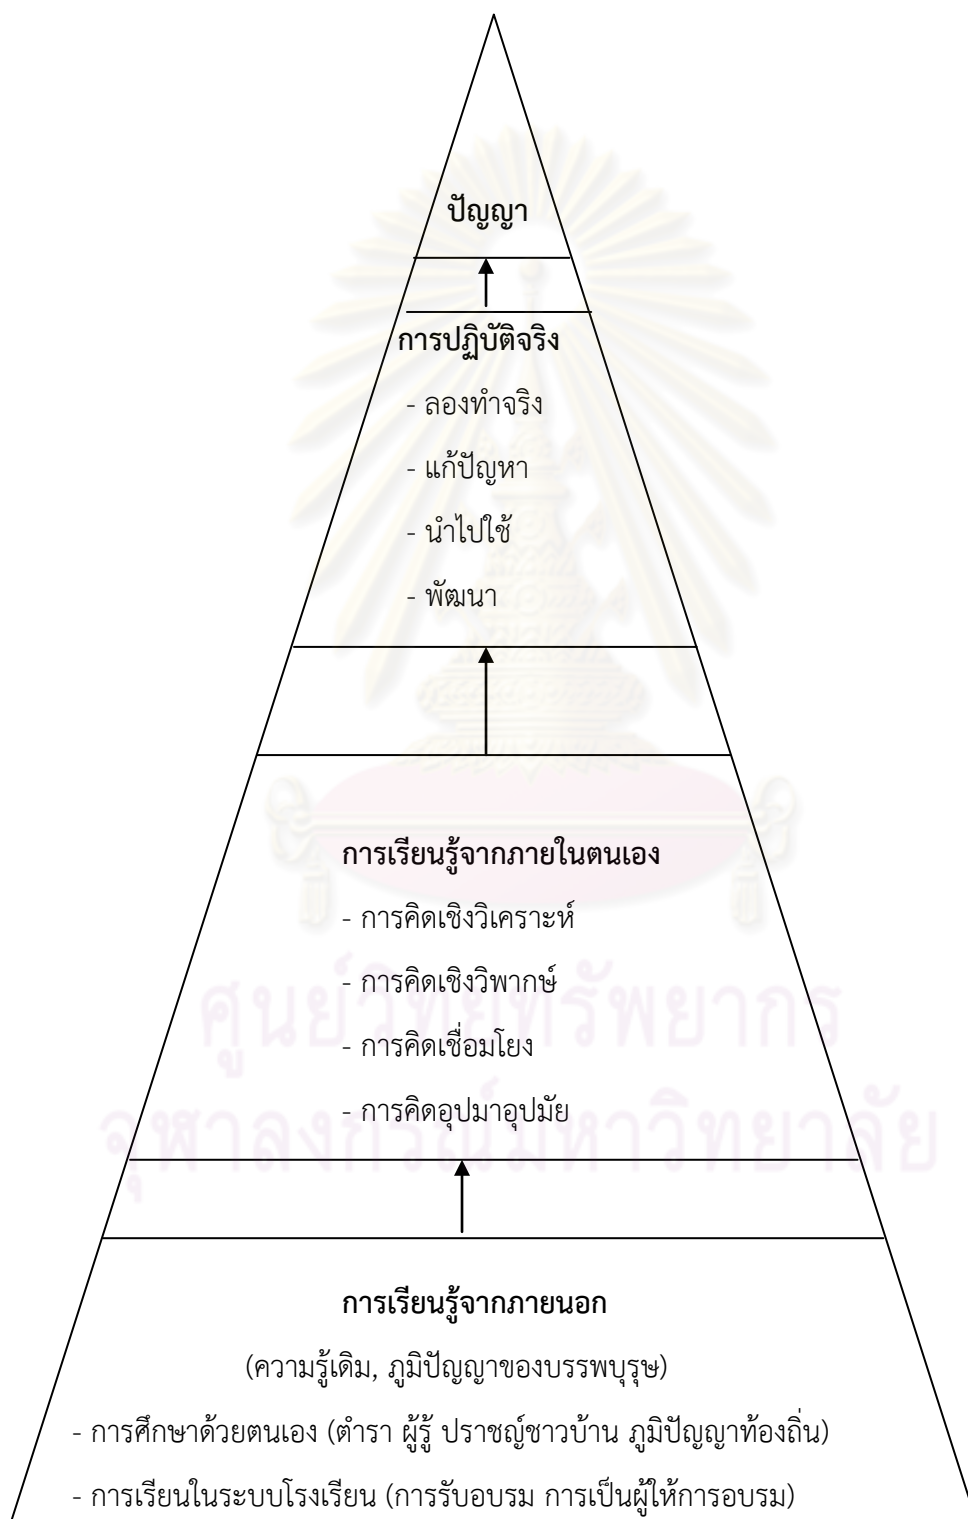 ปัญญา
การปฏิบัติจริง
- ลองทำจริง
- แก้ปัญหา
- นำไปใช้
- พัฒนา
การเรียนรู้จากภายในตนเอง
- การคิดเชิงวิเคราะห์
- การคิดเชิงวิพากษ์
- การคิดเชื่อมโยง
- การคิดอุปมาอุปมัย
ศูนย์วิทยทรัพยากร
จุฬาลงกรณ์มหาวิทยาลัย
การเรียนรู้จากภายนอก
(ความรู้เดิม, ภูมิปัญญาของบรรพบุรุษ)
- การศึกษาด้วยตนเอง (ตำรา ผู้รู้ ปราชญ์ชาวบ้าน ภูมิปัญญาท้องถิ่น)
- การเรียนในระบบโรงเรียน (การรับอบรม การเป็นผู้ให้การอบรม)